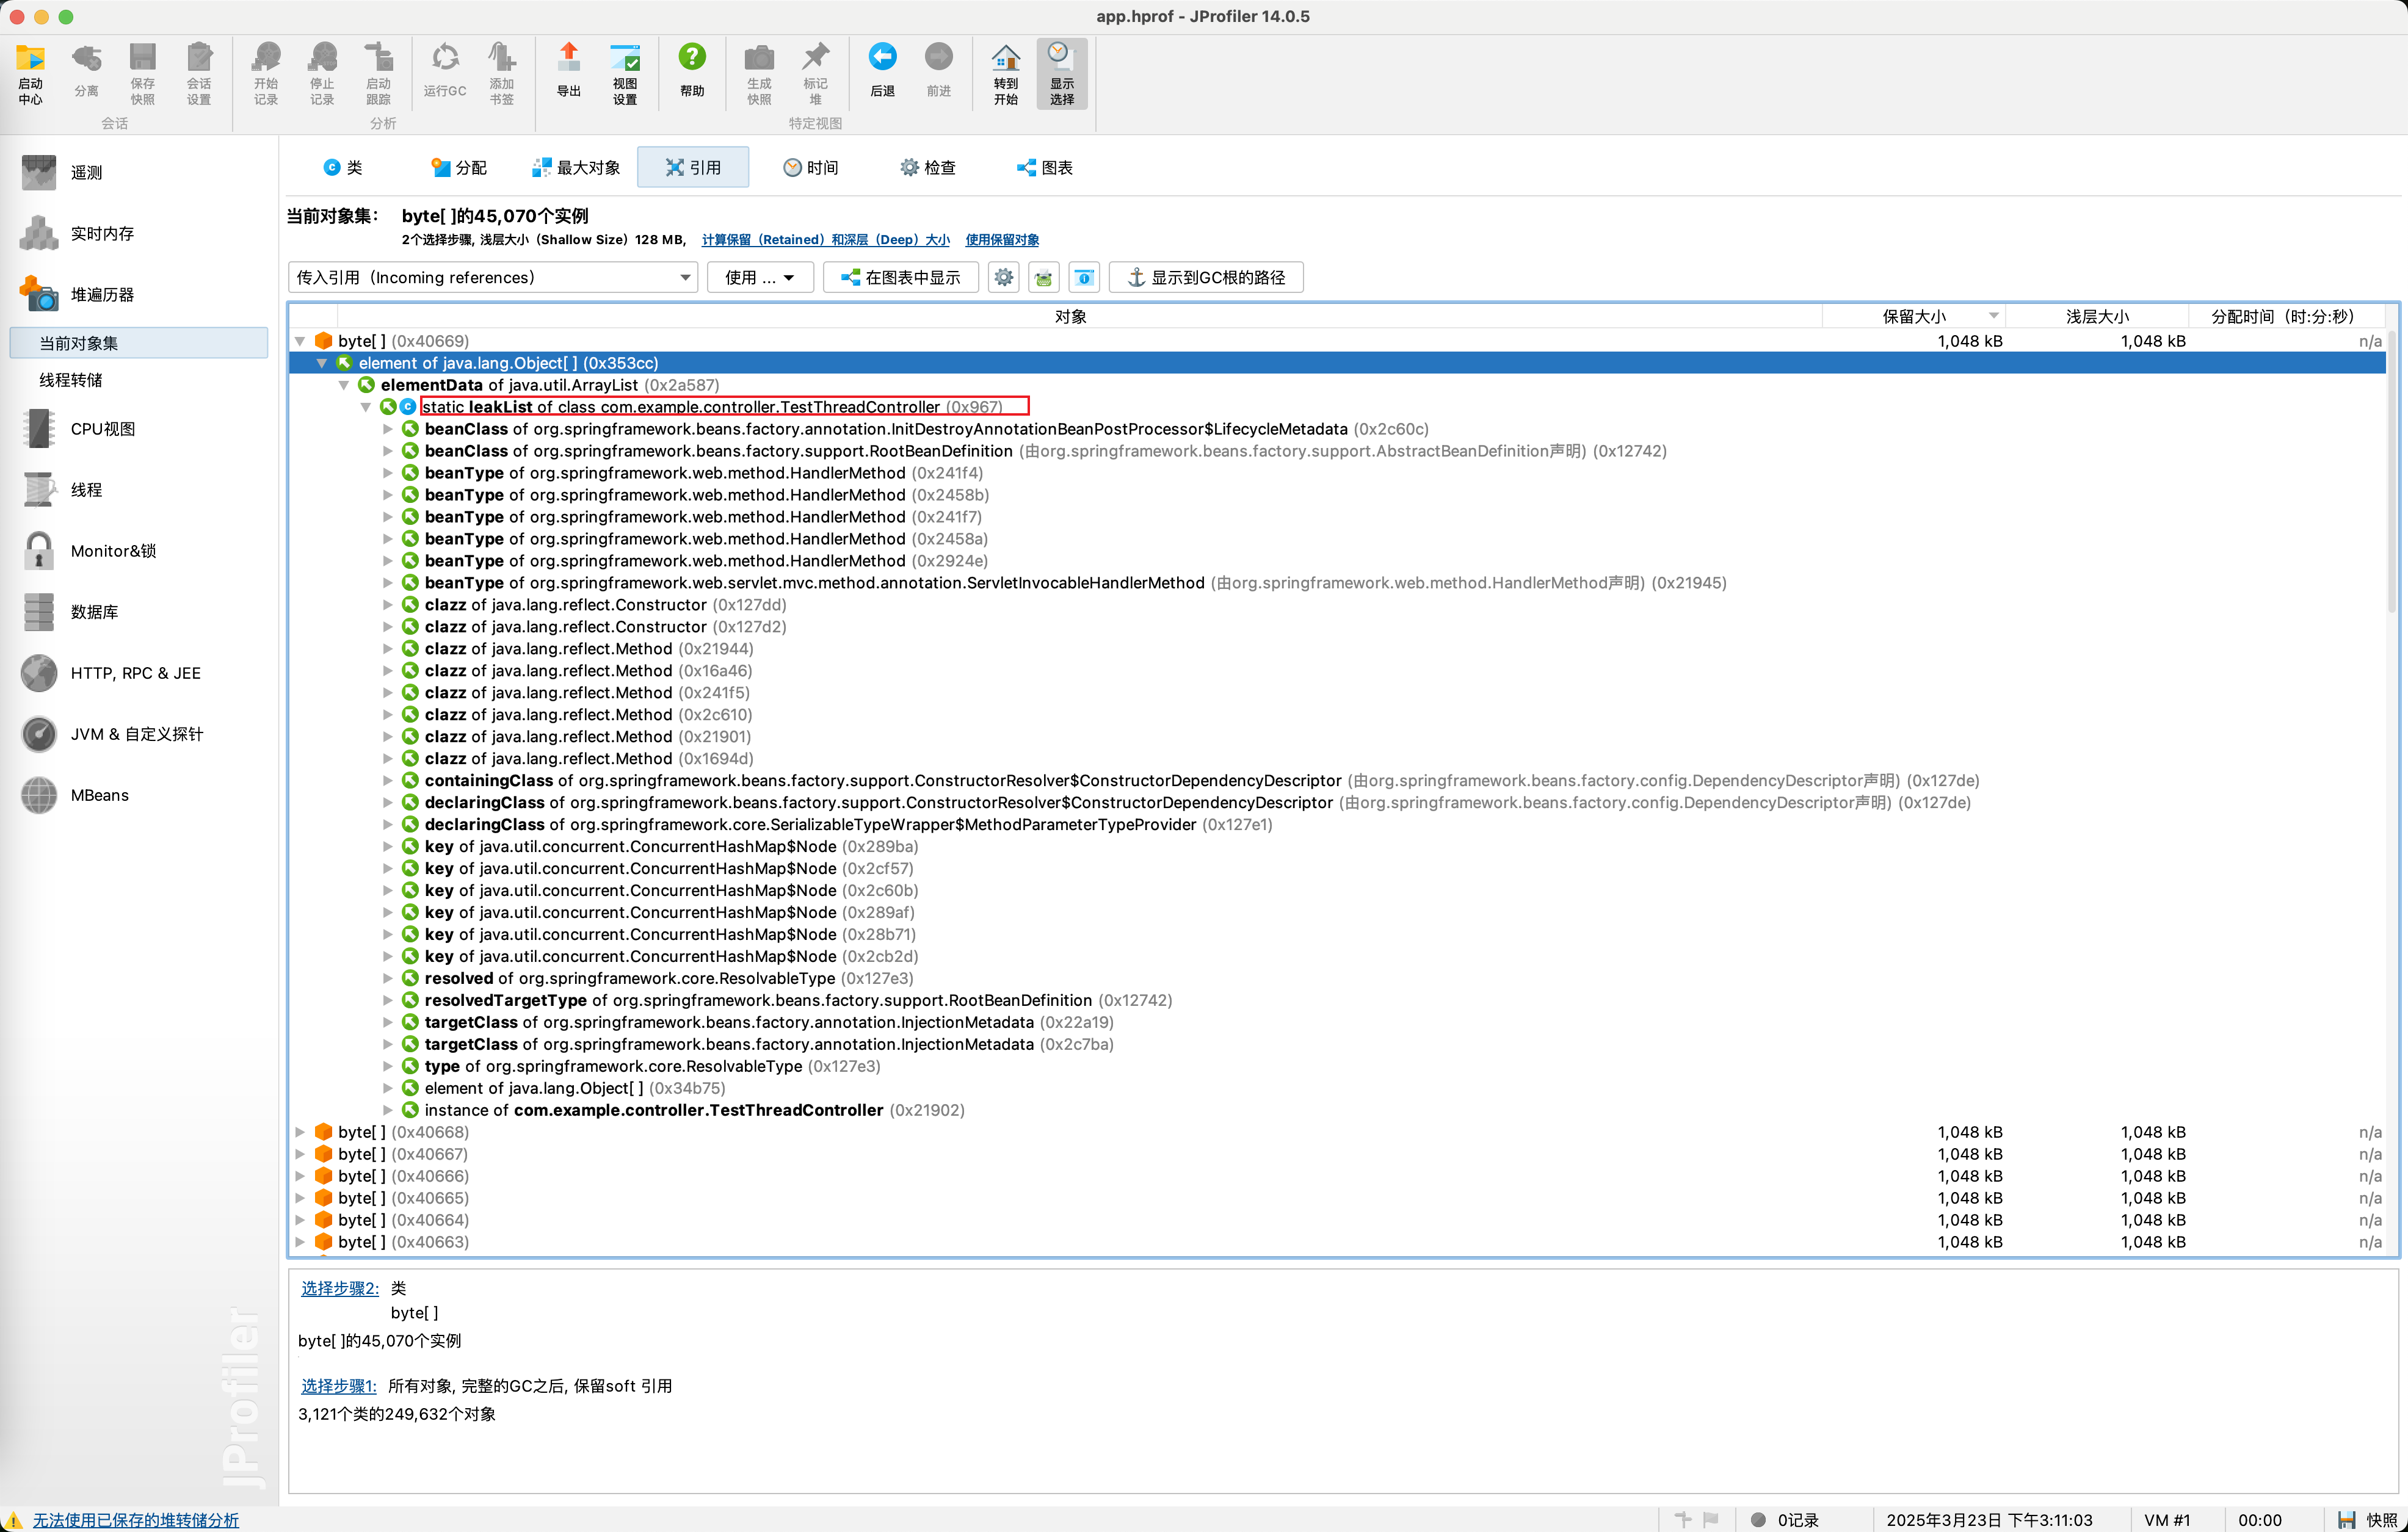 app.hprof - JProfiler 14.0.5
启动中心
分离
保存快照
会话设置
开始记录
停止记录
启动跟踪
运行GC
添加书签
导出
视图设置
帮助
生成快照
标记堆
后退
前进
转到开始
显示选择
会话
分析
特定视图
遥测
实时内存
堆遍历器
当前对象集
线程转储
CPU视图
线程
Monitor&锁
数据库
HTTP, RPC & JEE
JVM & 自定义探针
MBeans
JProfiler
类
分配
最大对象
引用
时间
检查
图表
当前对象集: byte[ ]的45,070个实例
2个选择步骤, 浅层大小（Shallow Size）128 MB, 计算保留（Retained）和深层（Deep）大小 使用保留对象
传入引用（Incoming references） 使用 ... 在图表中显示 显示到GC根的路径
对象 保留大小 浅层大小 分配时间（时:分:秒）
byte[ ] (0x40669) 1,048 kB 1,048 kB n/a
element of java.lang.Object[ ] (0x353cc)
elementData of java.util.ArrayList (0x2a587)
static leakList of class com.example.controller.TestThreadController (0x967)
beanClass of org.springframework.beans.factory.annotation.InitDestroyAnnotationBeanPostProcessor$LifecycleMetadata (0x2c60c)
beanClass of org.springframework.beans.factory.support.RootBeanDefinition (由org.springframework.beans.factory.support.AbstractBeanDefinition声明) (0x12742)
beanType of org.springframework.web.method.HandlerMethod (0x241f4)
beanType of org.springframework.web.method.HandlerMethod (0x2458b)
beanType of org.springframework.web.method.HandlerMethod (0x241f7)
beanType of org.springframework.web.method.HandlerMethod (0x2458a)
beanType of org.springframework.web.method.HandlerMethod (0x2924e)
beanType of org.springframework.web.servlet.mvc.method.annotation.ServletInvocableHandlerMethod (由org.springframework.web.method.HandlerMethod声明) (0x21945)
clazz of java.lang.reflect.Constructor (0x127dd)
clazz of java.lang.reflect.Constructor (0x127d2)
clazz of java.lang.reflect.Method (0x21944)
clazz of java.lang.reflect.Method (0x16a46)
clazz of java.lang.reflect.Method (0x241f5)
clazz of java.lang.reflect.Method (0x2c610)
clazz of java.lang.reflect.Method (0x21901)
clazz of java.lang.reflect.Method (0x1694d)
containingClass of org.springframework.beans.factory.support.ConstructorResolver$ConstructorDependencyDescriptor (由org.springframework.beans.factory.config.DependencyDescriptor声明) (0x127de)
declaringClass of org.springframework.beans.factory.support.ConstructorResolver$ConstructorDependencyDescriptor (由org.springframework.beans.factory.config.DependencyDescriptor声明) (0x127de)
declaringClass of org.springframework.core.SerializableTypeWrapper$MethodParameterTypeProvider (0x127e1)
key of java.util.concurrent.ConcurrentHashMap$Node (0x289ba)
key of java.util.concurrent.ConcurrentHashMap$Node (0x2cf57)
key of java.util.concurrent.ConcurrentHashMap$Node (0x2c60b)
key of java.util.concurrent.ConcurrentHashMap$Node (0x289af)
key of java.util.concurrent.ConcurrentHashMap$Node (0x28b71)
key of java.util.concurrent.ConcurrentHashMap$Node (0x2cb2d)
resolved of org.springframework.core.ResolvableType (0x127e3)
resolvedTargetType of org.springframework.beans.factory.support.RootBeanDefinition (0x12742)
targetClass of org.springframework.beans.factory.annotation.InjectionMetadata (0x22a19)
targetClass of org.springframework.beans.factory.annotation.InjectionMetadata (0x2c7ba)
type of org.springframework.core.ResolvableType (0x127e3)
element of java.lang.Object[ ] (0x34b75)
instance of com.example.controller.TestThreadController (0x21902)
byte[ ] (0x40668) 1,048 kB 1,048 kB n/a
byte[ ] (0x40667) 1,048 kB 1,048 kB n/a
byte[ ] (0x40666) 1,048 kB 1,048 kB n/a
byte[ ] (0x40665) 1,048 kB 1,048 kB n/a
byte[ ] (0x40664) 1,048 kB 1,048 kB n/a
byte[ ] (0x40663) 1,048 kB 1,048 kB n/a
选择步骤2: 类
byte[ ]
byte[ ]的45,070个实例
选择步骤1: 所有对象, 完整的GC之后, 保留soft 引用
3,121个类的249,632个对象
无法使用已保存的堆转储分析 0记录 2025年3月23日 下午3:11:03 VM #1 00:00 快照